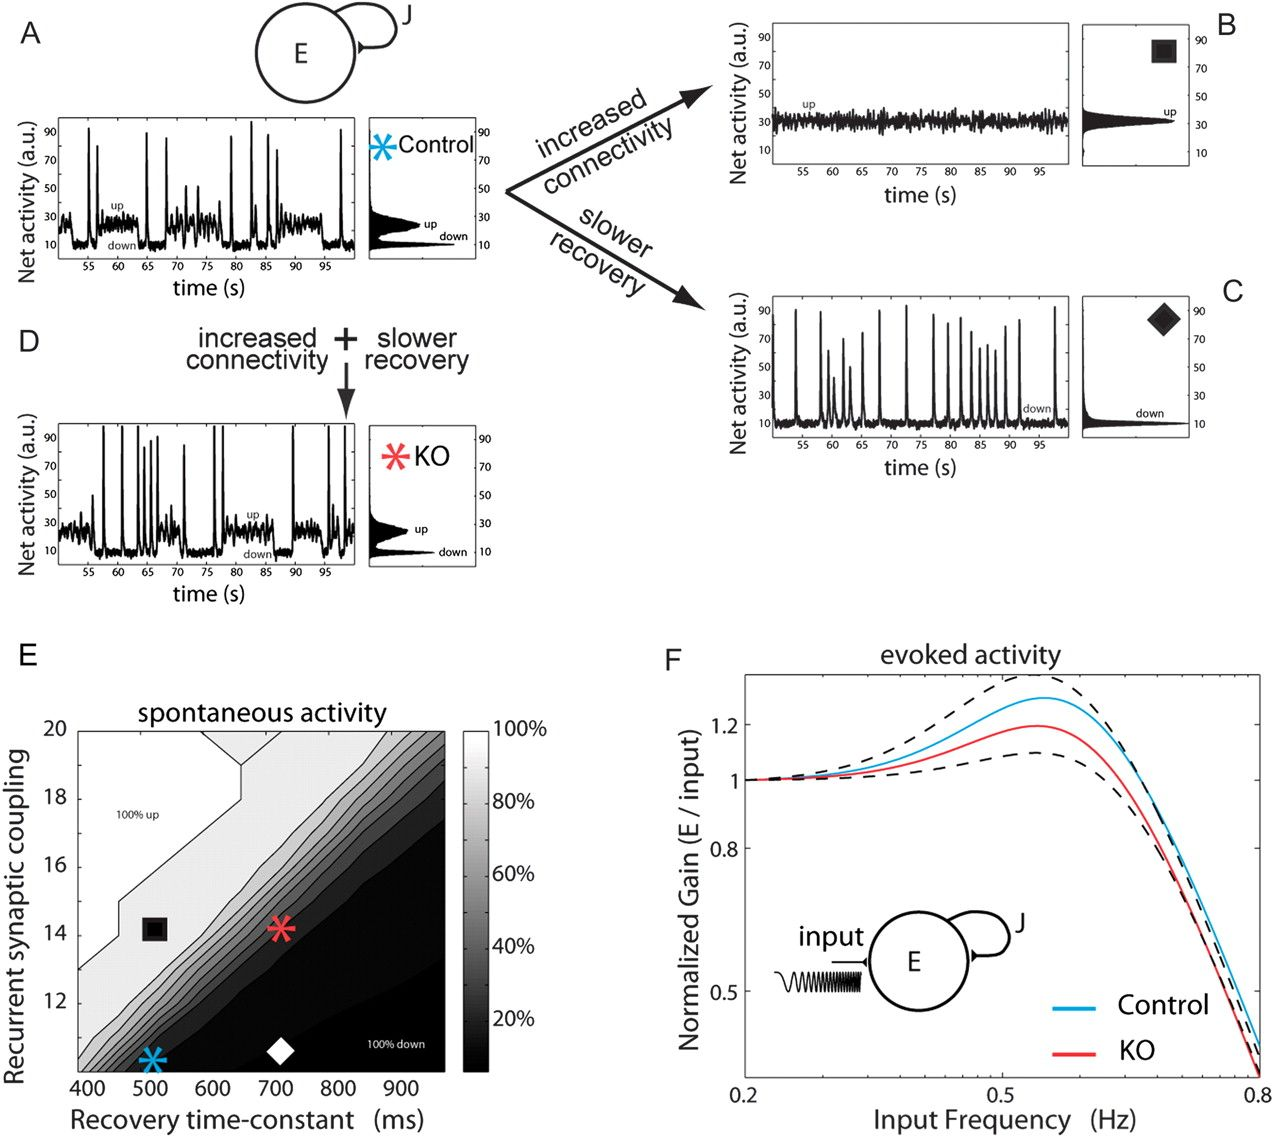 A
E
J
Net activity (a.u.)
90
70
50
30
10
up
down
55 60 65 70 75 80 85 90 95
time (s)
Control
90
70
50
30
10
up
down
increased
connectivity
slower
recovery
B
Net activity (a.u.)
90
70
50
30
10
up
55 60 65 70 75 80 85 90 95
time (s)
90
70
50
30
10
up
C
Net activity (a.u.)
90
70
50
30
10
down
55 60 65 70 75 80 85 90 95
time (s)
90
70
50
30
10
down
D
increased + slower
connectivity recovery
Net activity (a.u.)
90
70
50
30
10
up
down
55 60 65 70 75 80 85 90 95
time (s)
KO
90
70
50
30
10
up
down
E
spontaneous activity
Recurrent synaptic coupling
20
18
16
14
12
100% up
100% down
400 500 600 700 800 900
Recovery time-constant (ms)
100%
80%
60%
40%
20%
F
evoked activity
Normalized Gain (E / input)
1.2
1
0.8
0.5
input
E
J
Control
KO
0.2 0.5 0.8
Input Frequency (Hz)